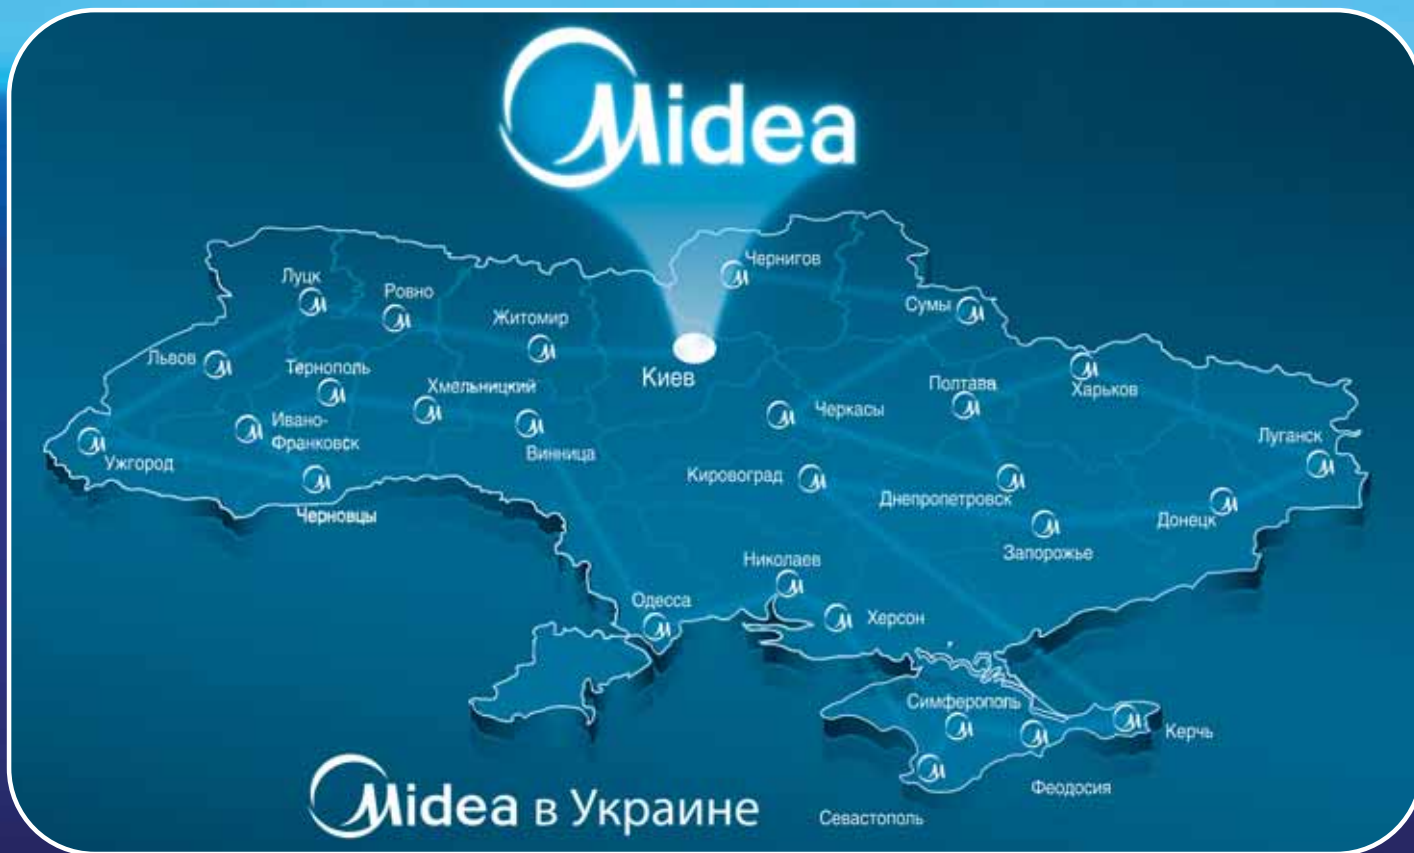 Midea
Чернигов
Луцк
Ровно
Сумы
Житомир
Львов
Тернополь
Хмельницкий
Киев
Полтава
Харьков
Черкасы
Ивано-
Франковск
Луганск
Ужгород
Винница
Кировоград
Днепропетровск
Черновцы
Донецк
Запорожье
Николаев
Одесса
Херсон
Симферополь
Керчь
Феодосия
Севастополь
Midea в Украине